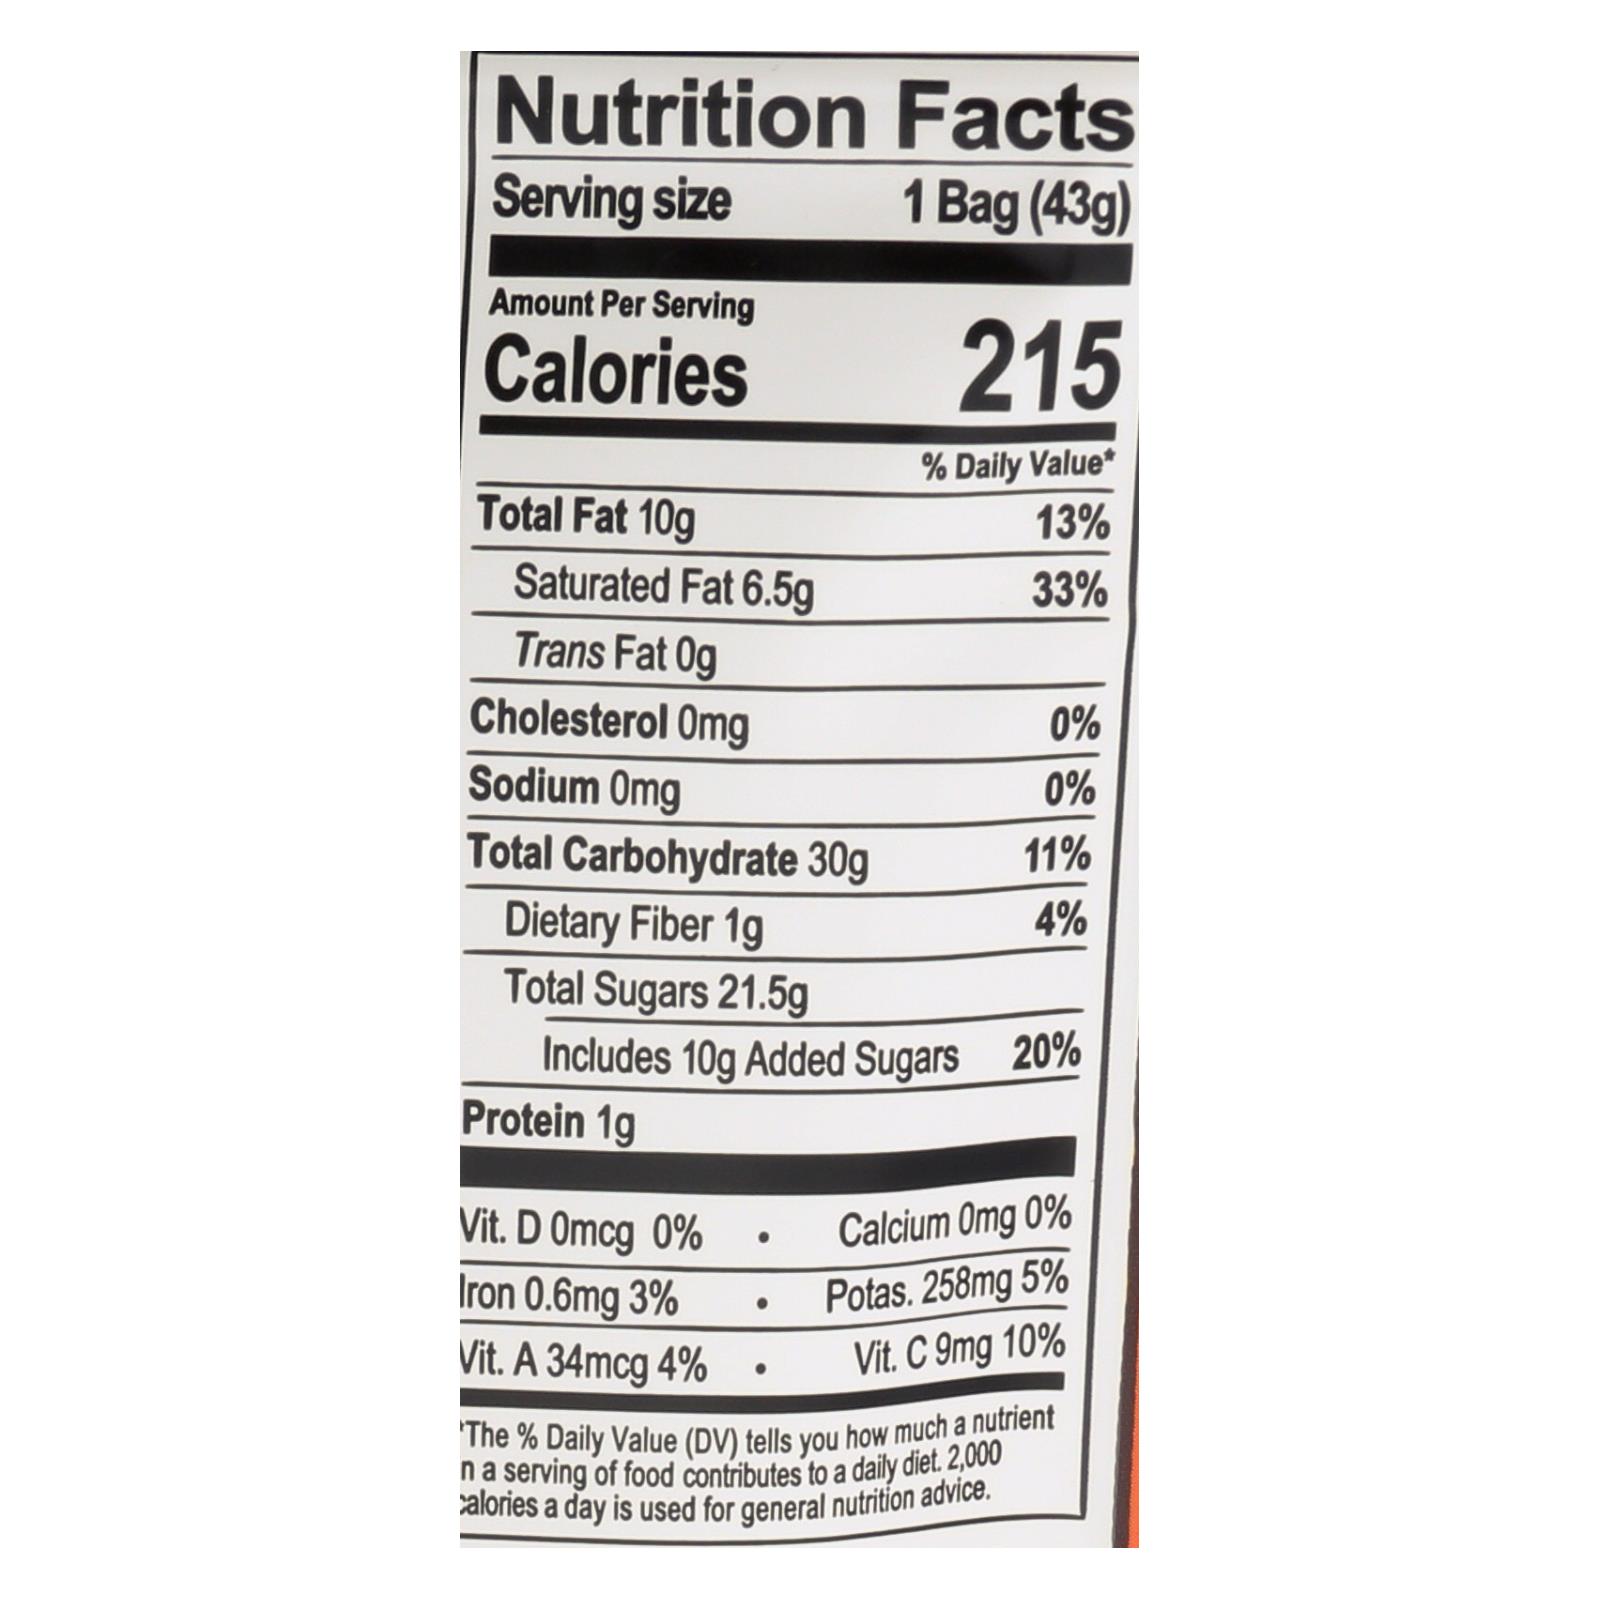 Nutrition Facts
Serving size 1 Bag (43g)
Amount Per Serving
Calories 215
% Daily Value*
Total Fat 10g 13%
Saturated Fat 6.5g 33%
Trans Fat 0g
Cholesterol 0mg 0%
Sodium 0mg 0%
Total Carbohydrate 30g 11%
Dietary Fiber 1g 4%
Total Sugars 21.5g
Includes 10g Added Sugars 20%
Protein 1g
Vit. D 0mcg 0% • Calcium 0mg 0%
Iron 0.6mg 3% • Potas. 258mg 5%
Vit. A 34mcg 4% • Vit. C 9mg 10%
*The % Daily Value (DV) tells you how much a nutrient
n a serving of food contributes to a daily diet. 2,000
calories a day is used for general nutrition advice.